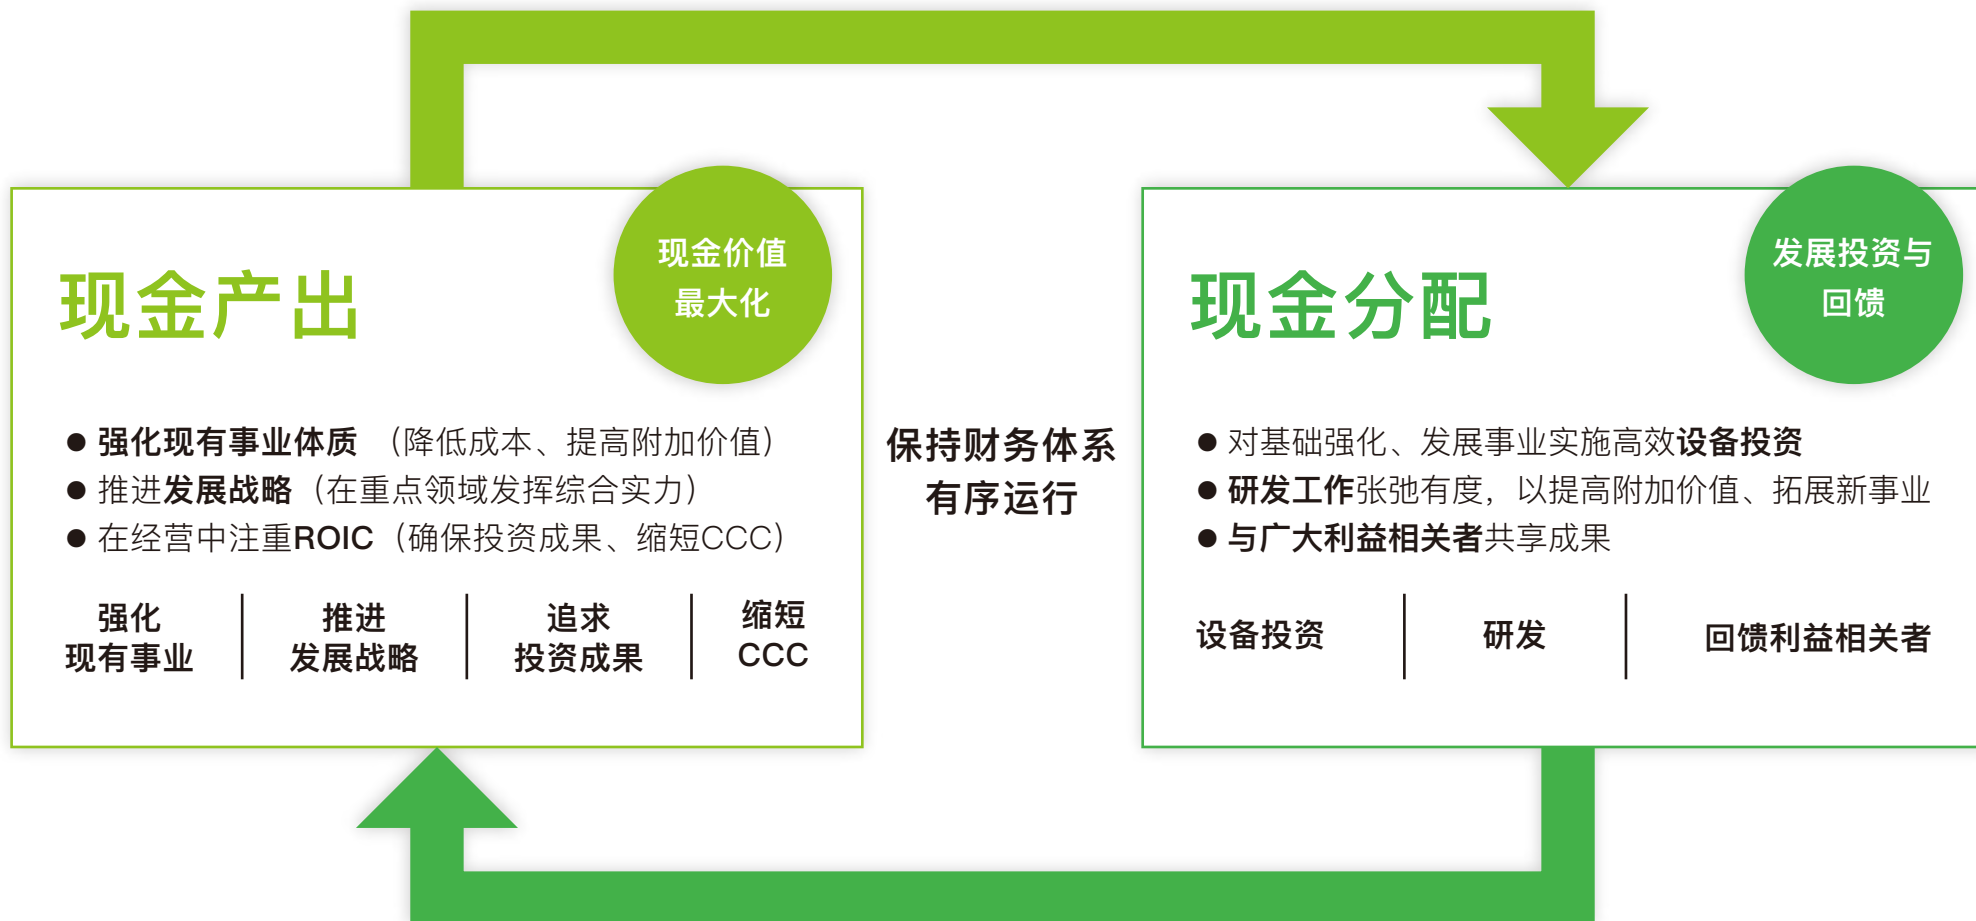 现金产出
现金价值
最大化
● 强化现有事业体质 （降低成本、提高附加价值）
● 推进发展战略（在重点领域发挥综合实力）
● 在经营中注重ROIC（确保投资成果、缩短CCC）
强化
现有事业
推进
发展战略
追求
投资成果
缩短
CCC
保持财务体系
有序运行
现金分配
发展投资与
回馈
● 对基础强化、发展事业实施高效设备投资
● 研发工作张弛有度，以提高附加价值、拓展新事业
● 与广大利益相关者共享成果
设备投资
研发
回馈利益相关者